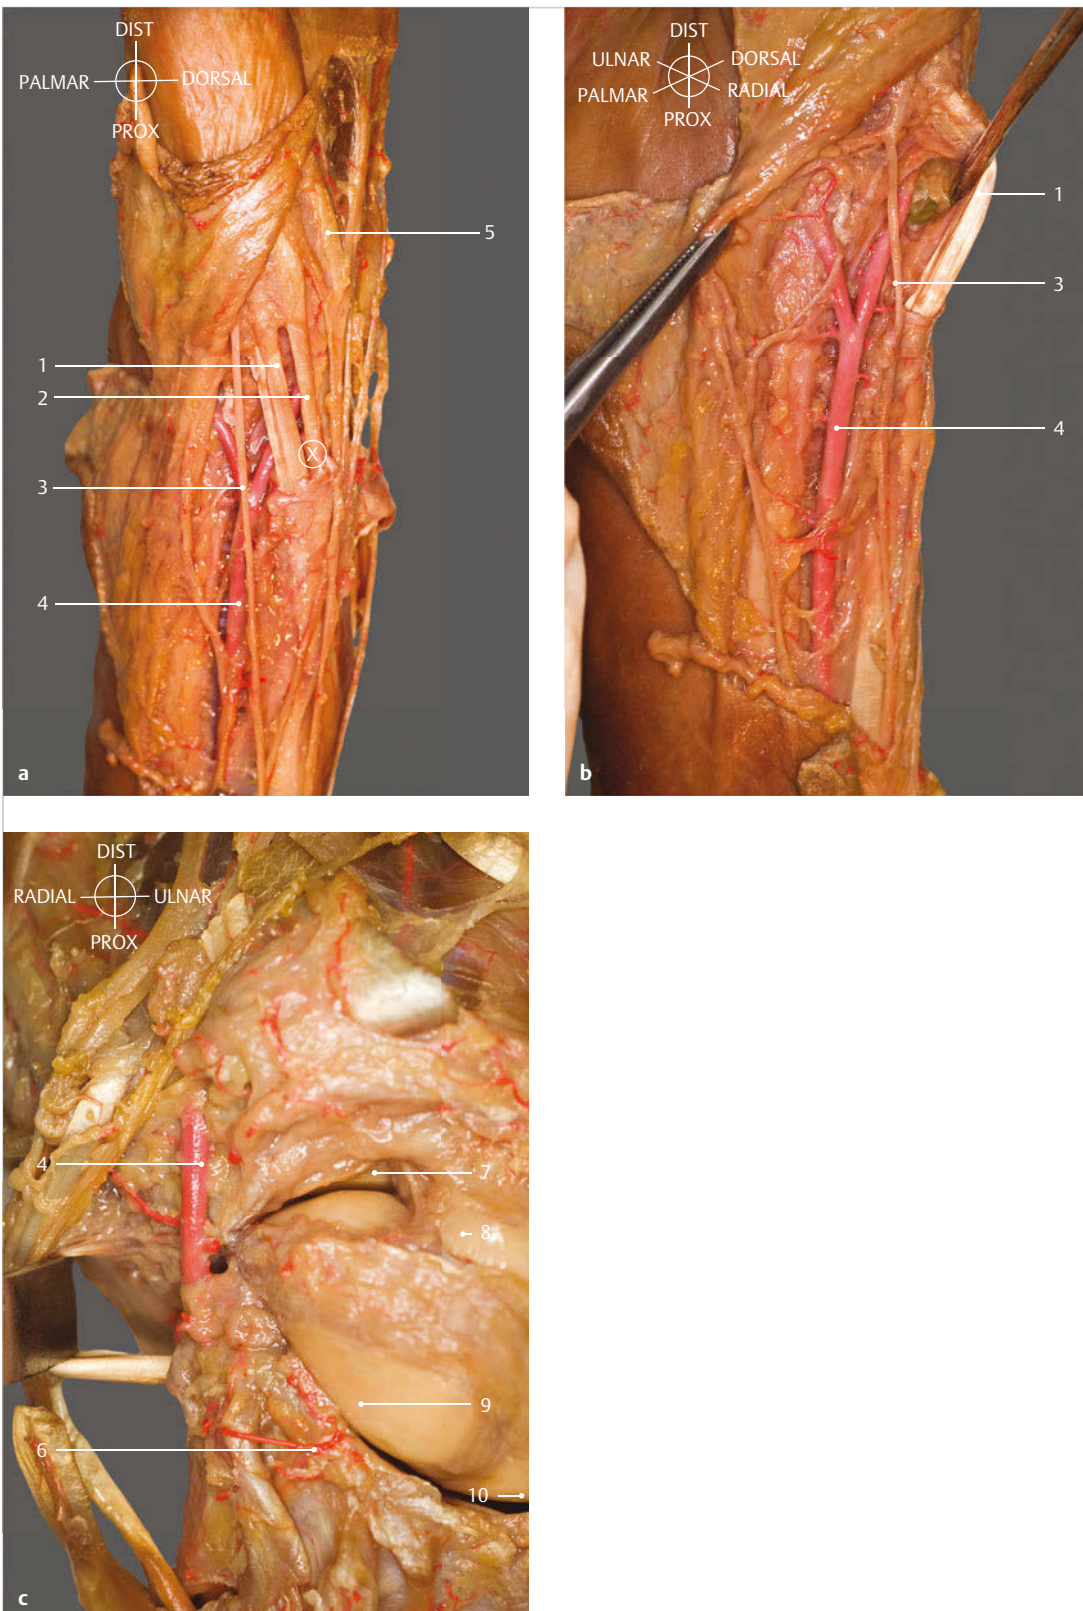 DIST
PALMAR
DORSAL
PROX
5
1
2
X
3
4
a
DIST
ULNAR
DORSAL
PALMAR
RADIAL
PROX
1
3
4
b
DIST
RADIAL
ULNAR
PROX
4
7
8
9
6
10
c